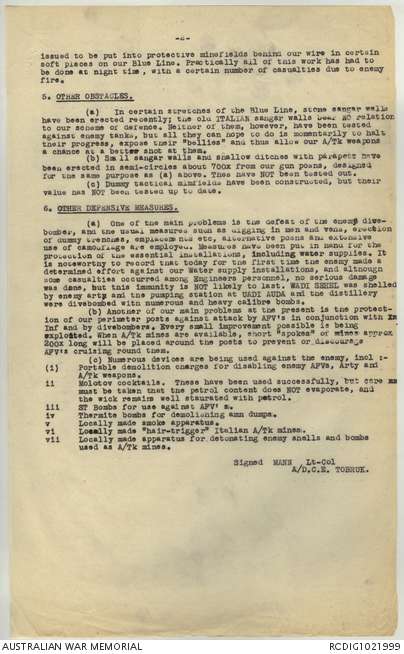 -2-
issued to be put into protective minefields behind our wire in certain
soft places on our Blue Line. Practically all of this work has had to
be done at night time, with a certain number of casualties due to enemy
fire.
5. OTHER OBSTACLES.
(a) In certain stretches of the Blue Line, stone sangar walls
have been erected recently; the old ITALIAN sangar walls bear NO relation
to our scheme of defence. Neither of them, however, have been tested
against enemy tanks, but all they can hope to do is momentarily to halt
their progress, expose their "bellies" and thus allow our A/Tk weapons
a chance at a better shot at them.
(b) Small sangar walls and shallow ditches with parapets have
been erected in semi-circles about 700x from our gun posns, designed
for the same purpose as (a) above. Thes have NOT been tested out.
(c) Dummy tactical minfields have been constructed, but their
value has NOT been tested up to date.
6. OTHER DEFENSIVE MEASURES.
(a) One of the main problems is the defeat of the enemy dive-
bomber, and the usual measures such as digging in men and vehs, erection
of dummy trenches, emplacements etc, alternative posns and extensive
use of camouflage are employed. Measures have been put in hand for the
protection of the essential installations, including water supplies. It
is noteworthy to record that today for the first time the enemy made a
determined effort against our Water supply installations, and although
some casualties occurred among Engineers personnel, no serious damage
was done, but this immunity is NOT likely to last. WADI SEHEL was shelled
by enemy arty and the pumping station at WADI AUDA and the distillery
were divebombed with numerous and heavy calibre bombs.
(b) Another of our main problems at the present is the protect-
ion of our perimeter posts against attack by AFV's in conjunction with
Inf and by divebombers. Every small improvement possible is being
exploited. When A/Tk mines are available, short "spokes" of mines approx
200x long will be placed around the posts to prevent or discourage
AFV's cruising round them.
(c) Numerous devices are being used against the enemy, incl :-
(i) Portable demolition charges for disabling enemy AFVs, Arty and
A/Tk weapons.
ii Molotov cocktails. These have been used successfully, but care
must be taken that the petrol content does NOT evaporate, and
the wick remains well staurated with petrol.
iii ST Bombs for use against AFV's.
iv Thermite bombs for demolishing amn dumps.
v Locally made smoke apparatus.
vi Locally made "hair-trigger" Italian A/Tk mines.
vii Locally made apparatus for detonating enemy shells and bombs
used as A/Tk mines.
Signed MANN Lt-Col
A/D.C.E. TOBRUK.
AUSTRALIAN WAR MEMORIAL
RCDIG1021999